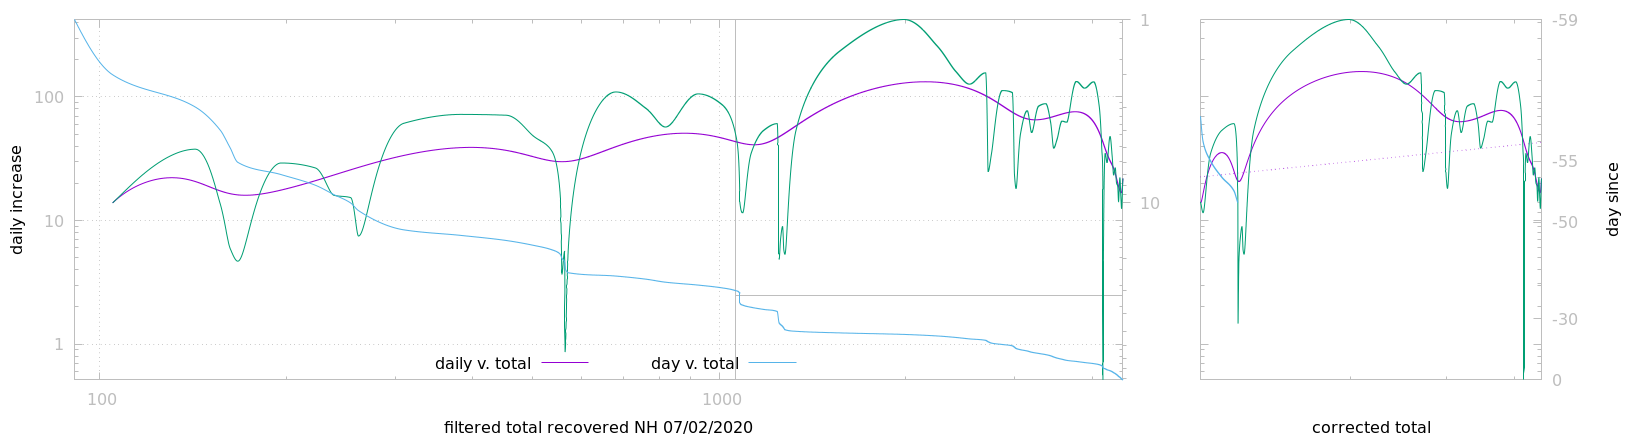 daily increase
100
10
1
daily v. total
day v. total
100
1000
filtered total recovered NH 07/02/2020
1
10
-59
-55
-50
-30
0
day since
corrected total